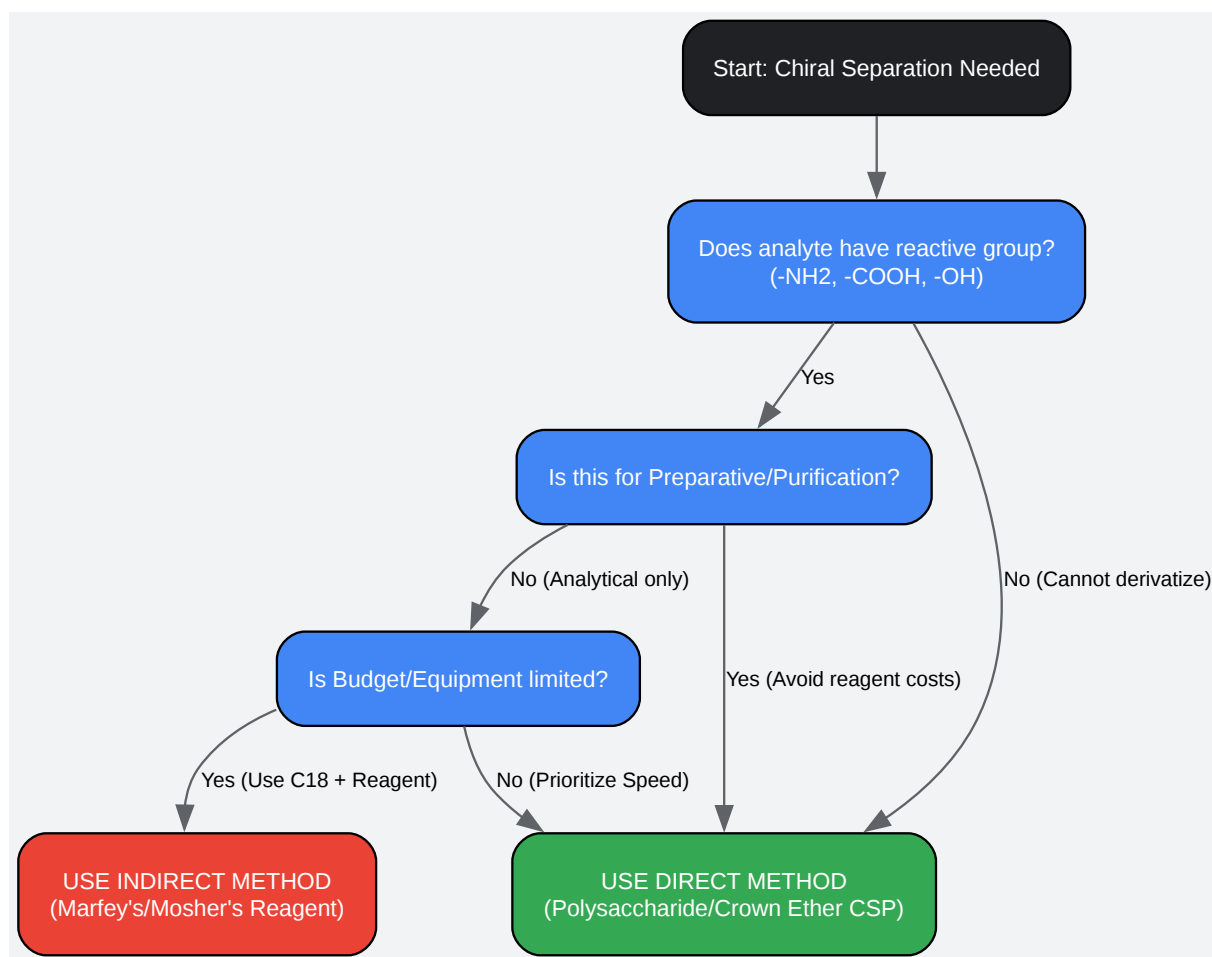 Start: Chiral Separation Needed
Does analyte have reactive group?
(-NH2, -COOH, -OH)
Yes
Is this for Preparative/Purification?
No (Analytical only)
No (Cannot derivatize)
Is Budget/Equipment limited?
Yes (Avoid reagent costs)
Yes (Use C18 + Reagent)
No (Prioritize Speed)
USE INDIRECT METHOD
(Marfey's/Mosher's Reagent)
USE DIRECT METHOD
(Polysaccharide/Crown Ether CSP)